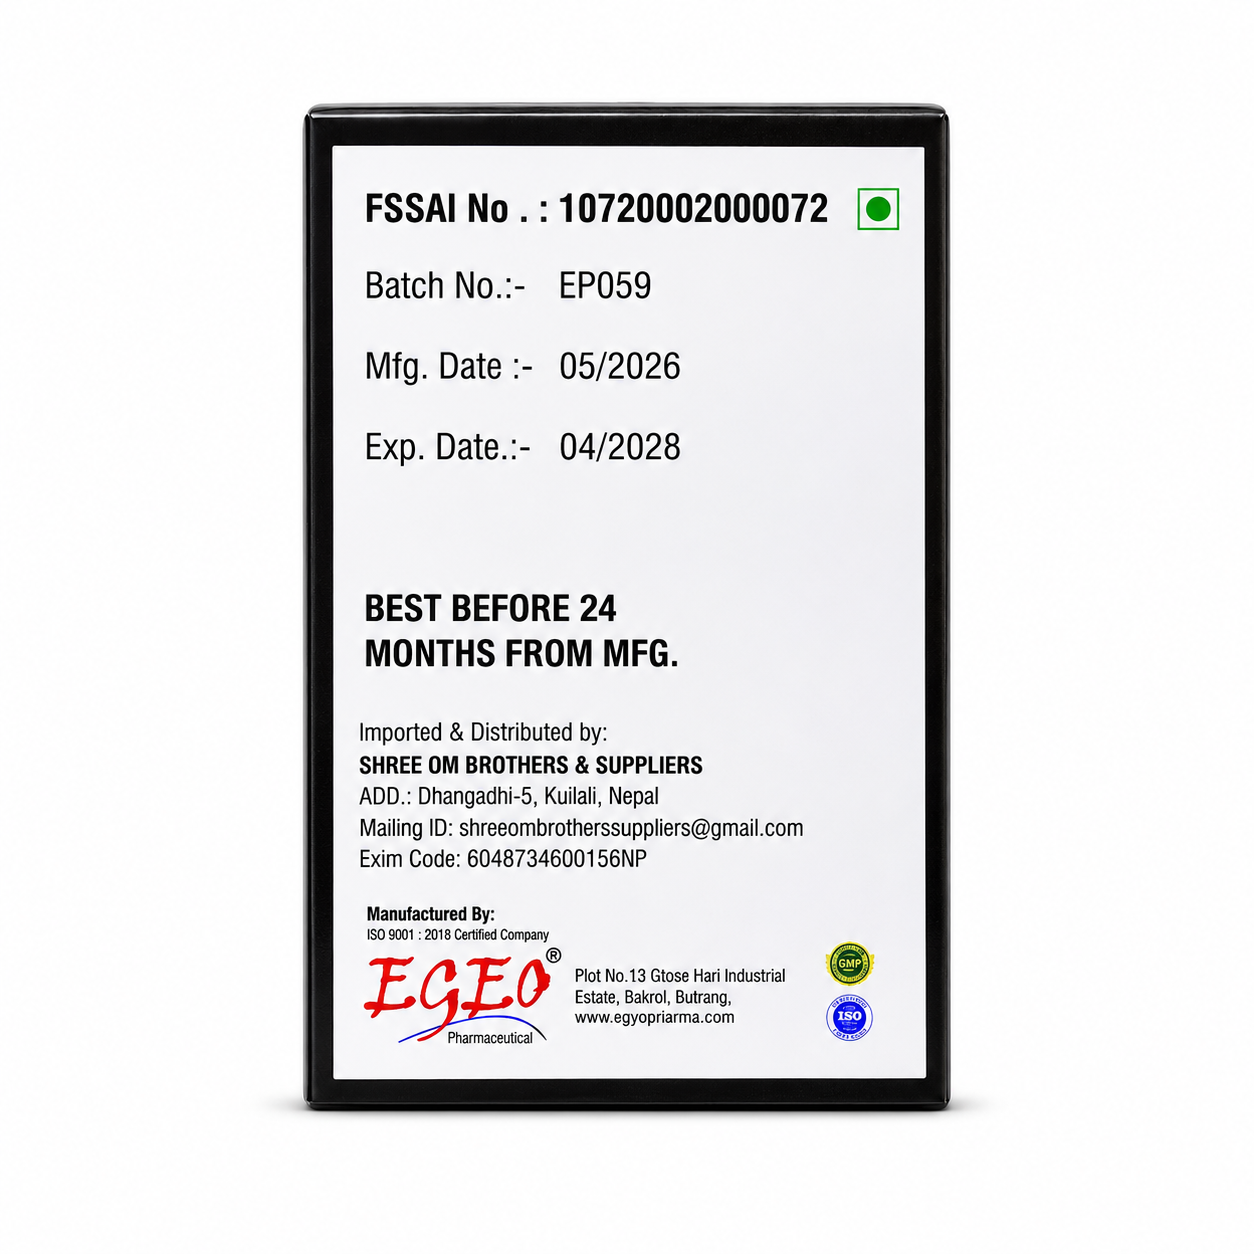 FSSAI No . : 10720002000072
Batch No.:- EP059
Mfg. Date :- 05/2026
Exp. Date.:- 04/2028
BEST BEFORE 24
MONTHS FROM MFG.
Imported & Distributed by:
SHREE OM BROTHERS & SUPPLIERS
ADD.: Dhangadhi-5, Kuilali, Nepal
Mailing ID: shreeombrotherssuppliers@gmail.com
Exim Code: 6048734600156NP
Manufactured By:
ISO 9001 : 2018 Certified Company
EGEO®
Pharmaceutical
Plot No.13 Gtose Hari Industrial
Estate, Bakrol, Butrang,
www.egyopriarma.com
GMP
ISO